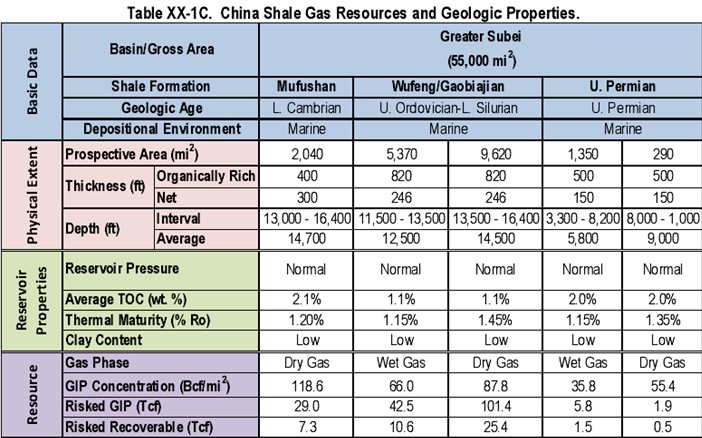 Table XX-1C. China Shale Gas Resources and Geologic Properties.
Basic Data
Basin/Gross Area
Greater Subei
(55,000 mi²)
Shale Formation Mufushan Wufeng/Gaobiajian U. Permian
Geologic Age L. Cambrian U. Ordovician-L. Silurian U. Permian
Depositional Environment Marine Marine Marine
Physical Extent
Prospective Area (mi²) 2,040 5,370 9,620 1,350 290
Thickness (ft) Organically Rich 400 820 820 500 500
Net 300 246 246 150 150
Depth (ft) Interval 13,000 - 16,400 11,500 - 13,500 13,500 - 16,400 3,300 - 8,200 8,000 - 1,000
Average 14,700 12,500 14,500 5,800 9,000
Reservoir Properties
Reservoir Pressure Normal Normal Normal Normal Normal
Average TOC (wt. %) 2.1% 1.1% 1.1% 2.0% 2.0%
Thermal Maturity (% Ro) 1.20% 1.15% 1.45% 1.15% 1.35%
Clay Content Low Low Low Low Low
Resource
Gas Phase Dry Gas Wet Gas Dry Gas Wet Gas Dry Gas
GIP Concentration (Bcf/mi²) 118.6 66.0 87.8 35.8 55.4
Risked GIP (Tcf) 29.0 42.5 101.4 5.8 1.9
Risked Recoverable (Tcf) 7.3 10.6 25.4 1.5 0.5